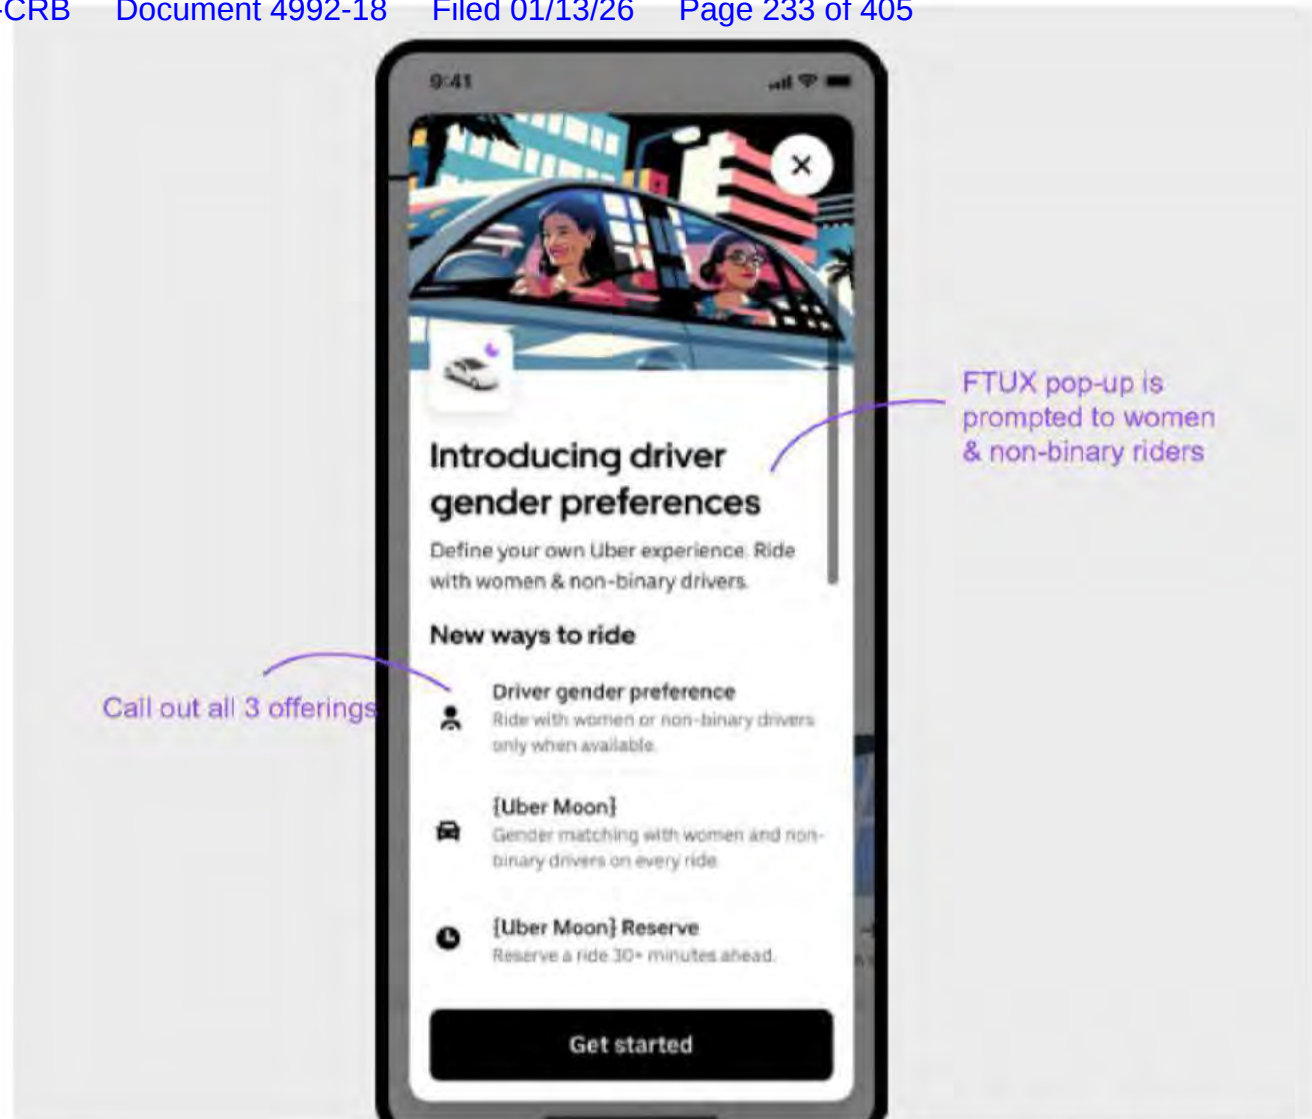 -CRB Document 4992-18 Filed 01/13/26 Page 233 of 405
9:41
Introducing driver
gender preferences
Define your own Uber experience. Ride
with women & non-binary drivers.
New ways to ride
Driver gender preference
Ride with women or non-binary drivers
only when available.
{Uber Moon}
Gender matching with women and non-
binary drivers on every ride
{Uber Moon} Reserve
Reserve a ride 30+ minutes ahead.
Get started
FTUX pop-up is
prompted to women
& non-binary riders
Call out all 3 offerings